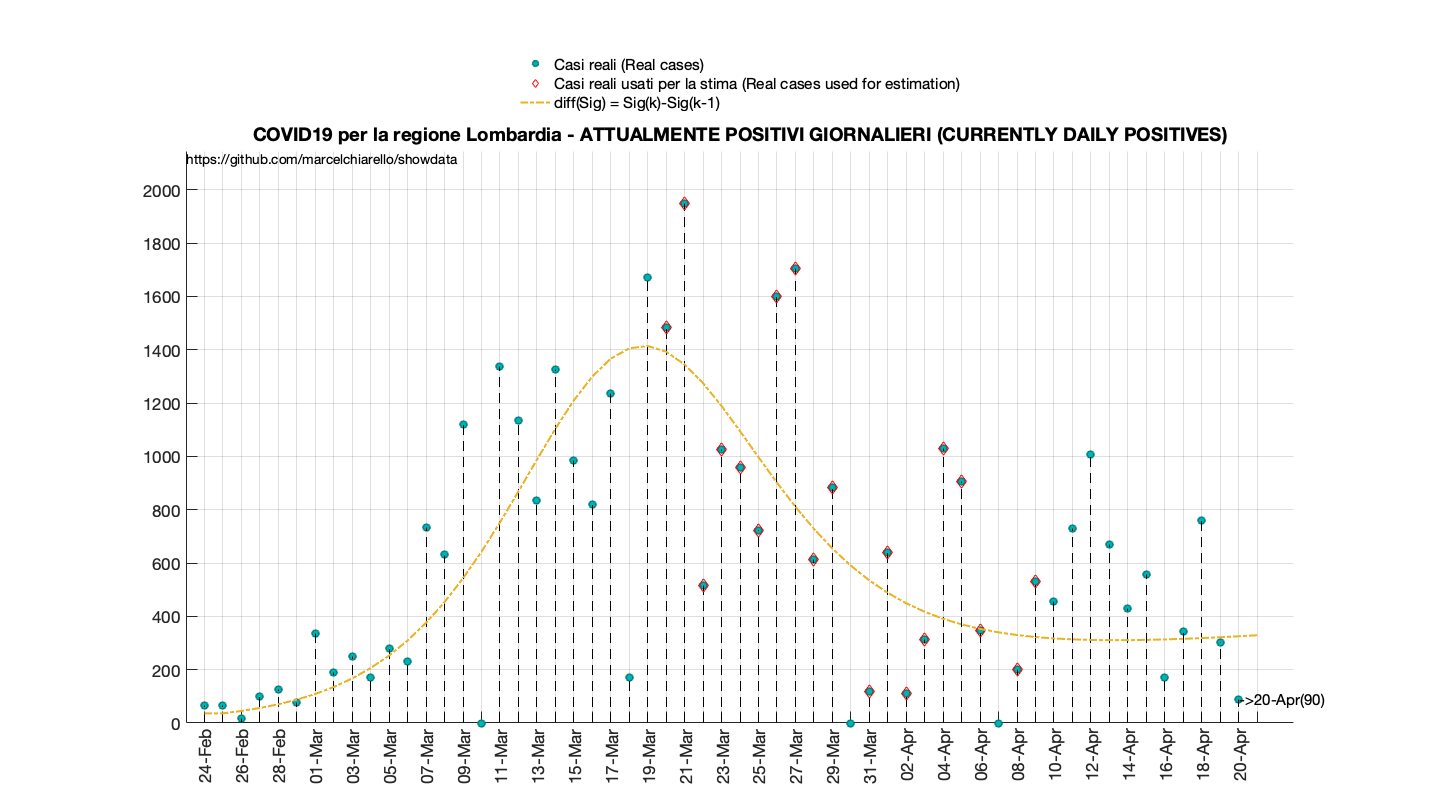 Casi reali (Real cases)
Casi reali usati per la stima (Real cases used for estimation)
diff(Sig) = Sig(k)-Sig(k-1)
COVID19 per la regione Lombardia - ATTUALMENTE POSITIVI GIORNALIERI (CURRENTLY DAILY POSITIVES)
https://github.com/marcelchiarello/showdata
2000
1800
1600
1400
1200
1000
800
600
400
200
0
->20-Apr(90)
24-Feb
26-Feb
28-Feb
01-Mar
03-Mar
05-Mar
07-Mar
09-Mar
11-Mar
13-Mar
15-Mar
17-Mar
19-Mar
21-Mar
23-Mar
25-Mar
27-Mar
29-Mar
31-Mar
02-Apr
04-Apr
06-Apr
08-Apr
10-Apr
12-Apr
14-Apr
16-Apr
18-Apr
20-Apr